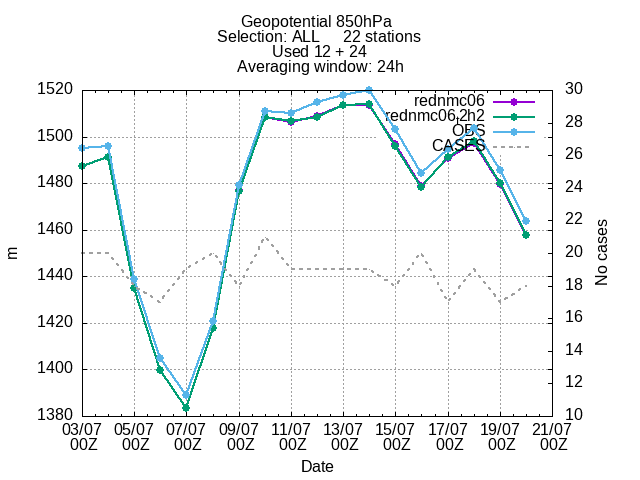 Geopotential 850hPa
Selection: ALL 22 stations
Used 12 + 24
Averaging window: 24h
1520 30
rednmc06
rednmc06.2h2
OBS
CASES
1500 28
1480 26
1460 24
1440 22
1420 20
1400 18
1380 16
14
12
10
m
No cases
03/07 05/07 07/07 09/07 11/07 13/07 15/07 17/07 19/07 21/07
00Z 00Z 00Z 00Z 00Z 00Z 00Z 00Z 00Z 00Z
Date